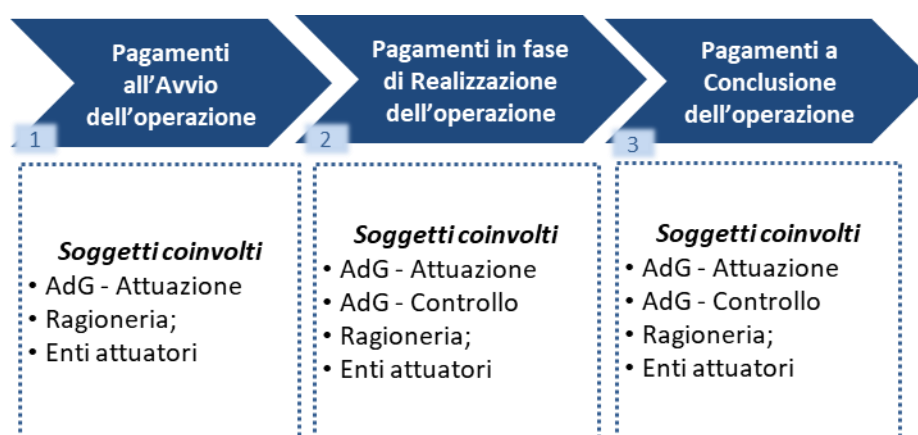 Pagamenti
all'Avvio
dell'operazione
1
Pagamenti in fase
di Realizzazione
dell'operazione
2
Pagamenti a
Conclusione
dell'operazione
3
Soggetti coinvolti
• AdG - Attuazione
• Ragioneria;
• Enti attuatori
Soggetti coinvolti
• AdG - Attuazione
• AdG - Controllo
• Ragioneria;
• Enti attuatori
Soggetti coinvolti
• AdG - Attuazione
• AdG - Controllo
• Ragioneria;
• Enti attuatori